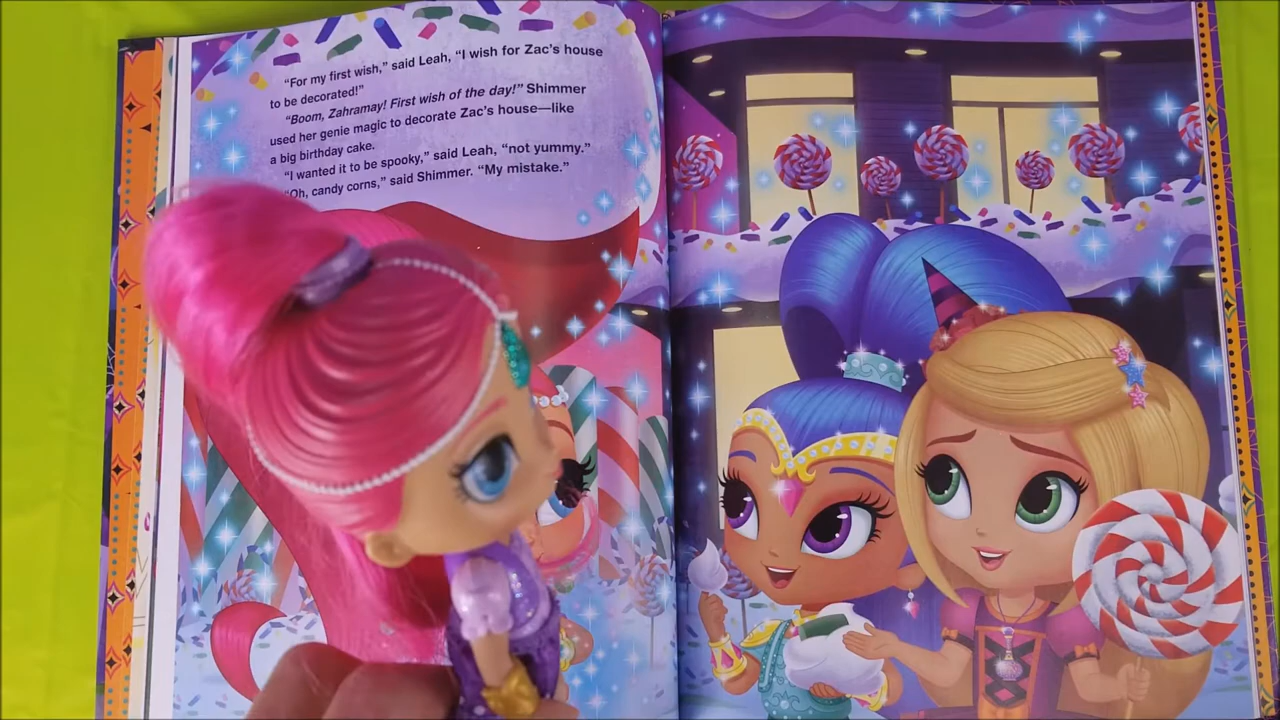 “For my first wish,” said Leah, “I wish for Zac’s house
to be decorated!”
“Boom, Zahramay! First wish of the day!” Shimmer
used her genie magic to decorate Zac’s house—like
a big birthday cake.
“I wanted it to be spooky,” said Leah, “not yummy.”
“Oh, candy corns,” said Shimmer. “My mistake.”